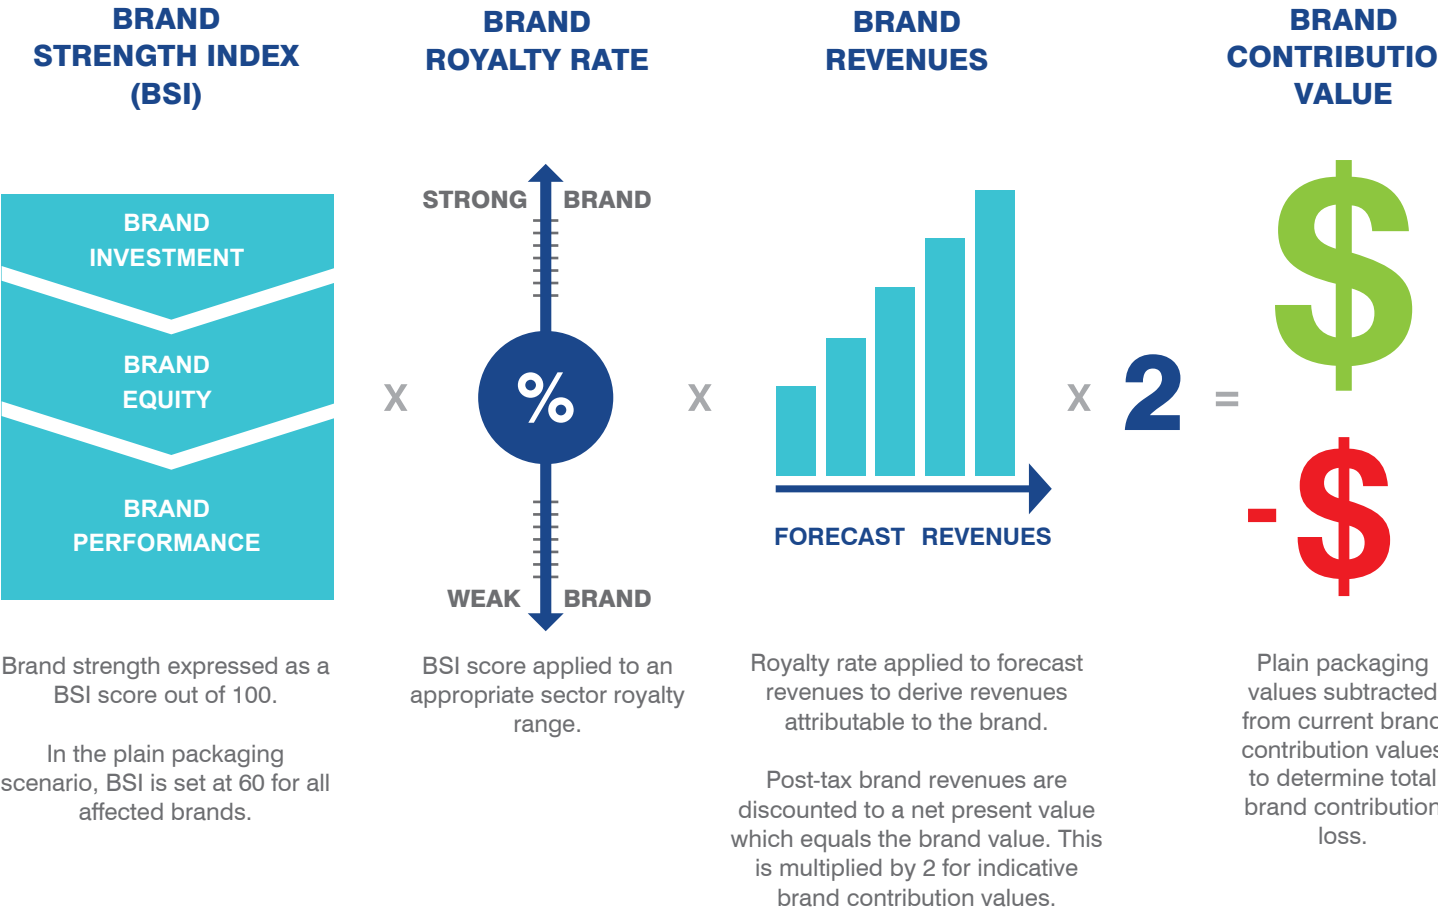 BRAND
STRENGTH INDEX
(BSI)
BRAND
INVESTMENT
BRAND
EQUITY
BRAND
PERFORMANCE
Brand strength expressed as a
BSI score out of 100.
In the plain packaging
scenario, BSI is set at 60 for all
affected brands.
X
BRAND
ROYALTY RATE
STRONG BRAND
%
WEAK BRAND
BSI score applied to an
appropriate sector royalty
range.
X
BRAND
REVENUES
FORECAST REVENUES
Royalty rate applied to forecast
revenues to derive revenues
attributable to the brand.
Post-tax brand revenues are
discounted to a net present value
which equals the brand value. This
is multiplied by 2 for indicative
brand contribution values.
X 2 =
BRAND
CONTRIBUTIO
VALUE
$
-$
Plain packaging
values subtracted
from current brand
contribution values
to determine total
brand contribution
loss.